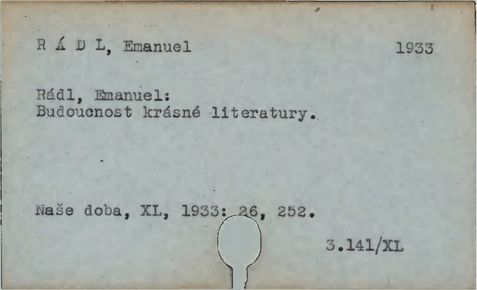 R Á D L, Emanuel 1933
Rádl, Emanuel:
Budoucnost krásné literatury.
Naše doba, XL, 1933: 26, 252.
3.141/XL